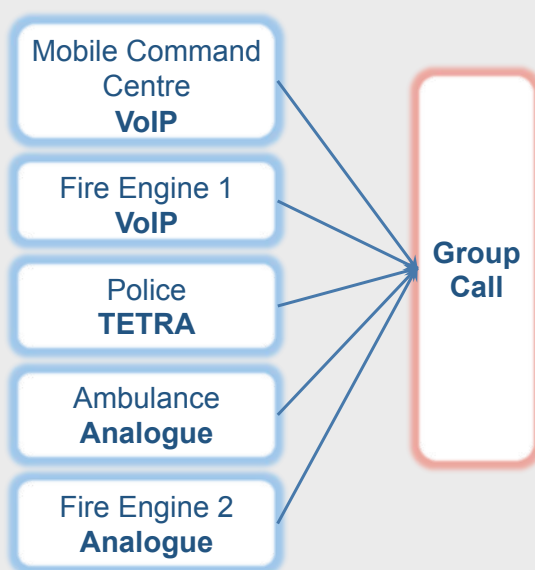 Mobile Command
Centre
VoIP
Fire Engine 1
VoIP
Police
TETRA
Ambulance
Analogue
Fire Engine 2
Analogue
Group
Call